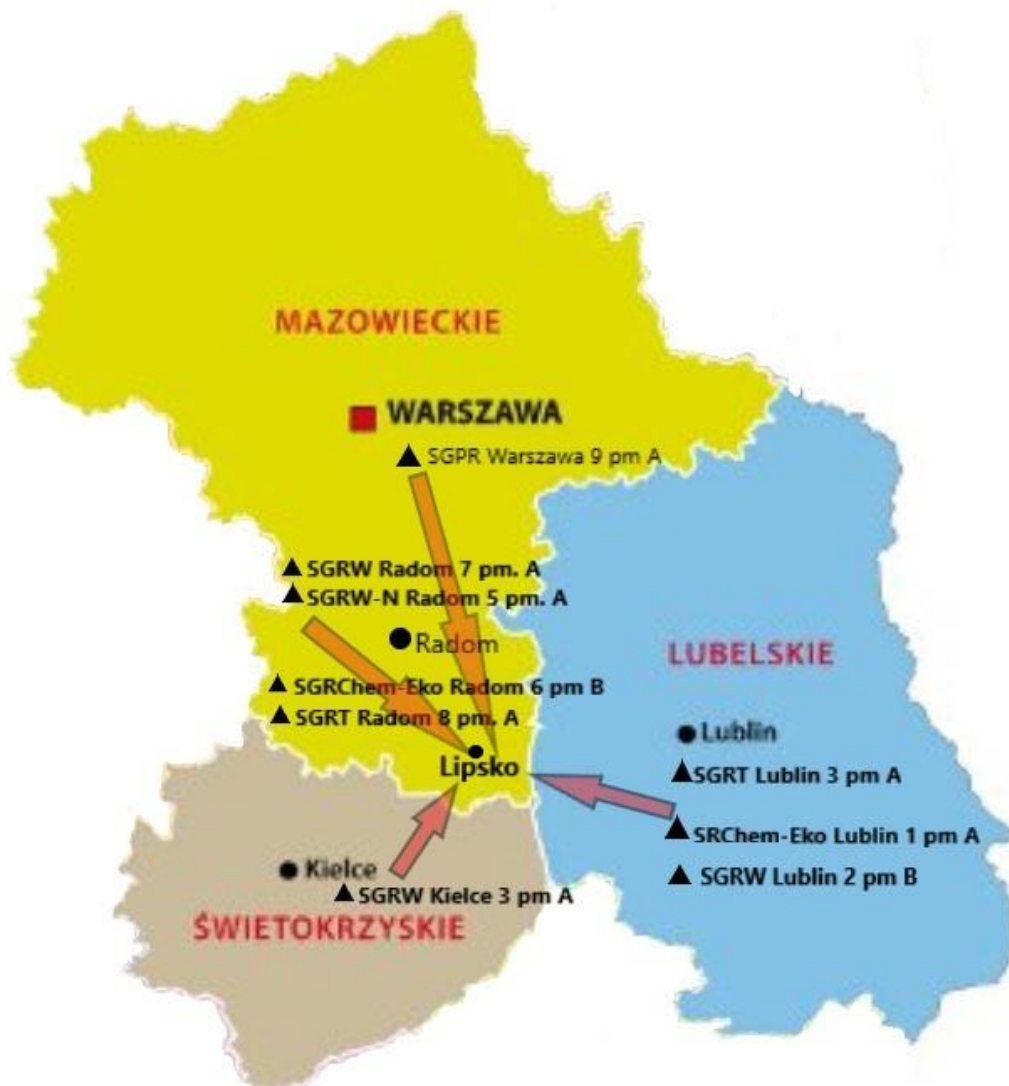 MAZOWIECKIE
WARSZAWA
SGPR Warszawa 9 pm A
SGRW Radom 7 pm. A
SGRW-N Radom 5 pm. A
Radom
LUBELSKIE
SGRChem-Eko Radom 6 pm B
SGRT Radom 8 pm. A
Lublin
Lipsko
SGRT Lublin 3 pm A
SRChem-Eko Lublin 1 pm A
Kielce
SGRW Lublin 2 pm B
SGRW Kielce 3 pm A
ŚWIETOKRZYSKIE